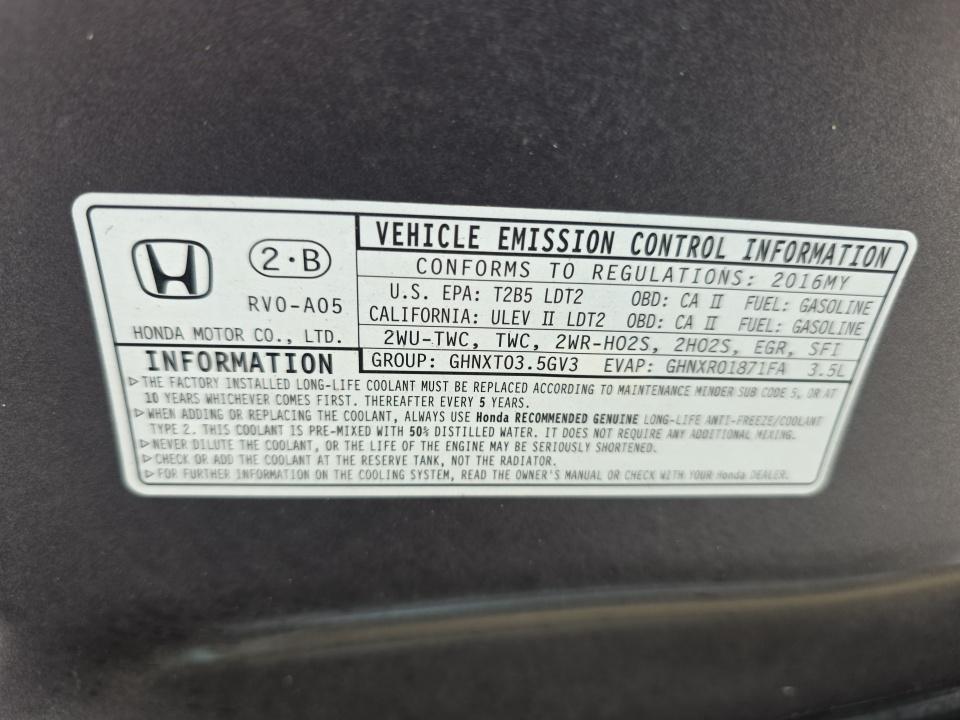 2·B
RV0-A05
HONDA MOTOR CO., LTD.
VEHICLE EMISSION CONTROL INFORMATION
CONFORMS TO REGULATIONS: 2016MY
U.S. EPA: T2B5 LDT2 OBD: CA II FUEL: GASOLINE
CALIFORNIA: ULEV II LDT2 OBD: CA II FUEL: GASOLINE
2WU-TWC, TWC, 2WR-HO2S, 2HO2S, EGR, SFI
GROUP: GHNXT03.5GV3 EVAP: GHNXR01871FA 3.5L
INFORMATION
▷THE FACTORY INSTALLED LONG-LIFE COOLANT MUST BE REPLACED ACCORDING TO MAINTENANCE MINDER SUB CODE 5, OR AT
10 YEARS WHICHEVER COMES FIRST. THEREAFTER EVERY 5 YEARS.
▷WHEN ADDING OR REPLACING THE COOLANT, ALWAYS USE Honda RECOMMENDED GENUINE LONG-LIFE ANTI-FREEZE/COOLANT
TYPE 2. THIS COOLANT IS PRE-MIXED WITH 50% DISTILLED WATER. IT DOES NOT REQUIRE ANY ADDITIONAL MIXING.
▷NEVER DILUTE THE COOLANT, OR THE LIFE OF THE ENGINE MAY BE SERIOUSLY SHORTENED.
▷CHECK OR ADD THE COOLANT AT THE RESERVE TANK, NOT THE RADIATOR.
▷FOR FURTHER INFORMATION ON THE COOLING SYSTEM, READ THE OWNER'S MANUAL OR CHECK WITH YOUR Honda DEALER.